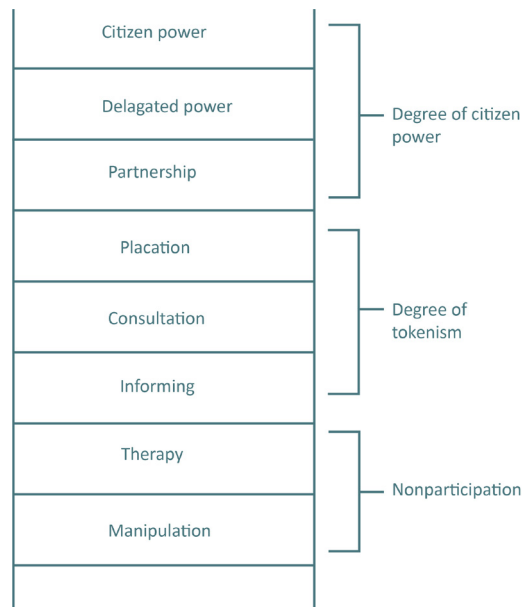 Citizen power
Delagated power
Partnership
Degree of citizen
power
Placation
Consultation
Informing
Degree of
tokenism
Therapy
Manipulation
Nonparticipation